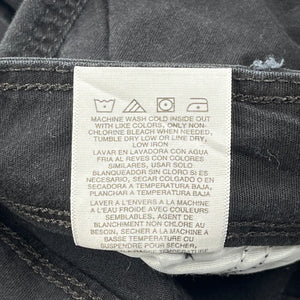 MACHINE WASH COLD INSIDE OUT
WITH LIKE COLORS, ONLY NON-
CHLORINE BLEACH WHEN NEEDED,
TUMBLE DRY LOW OR LINE DRY,
LOW IRON
LAVAR EN LAVADORA CON AGUA
FRIA AL REVES CON COLORES
SIMILARES, USAR SOLO
BLANQUEADOR SIN CLORO SI ES
NECESARIO, SECAR COLGADO O EN
SECADORA A TEMPERATURA BAJA,
PLANCHAR A TEMPERATURA BAJA
LAVER A L'ENVERS A LA MACHINE A
L'EAU FROIDE AVEC COULEURS
SEMBLABLES, AGENT DE
BLANCHIMENT NON CHLORE AU
BESOIN, SECHER A LA MACHINE A
BASSE TEMPERATURE OU
SUSPENDRE POUR SECHER,